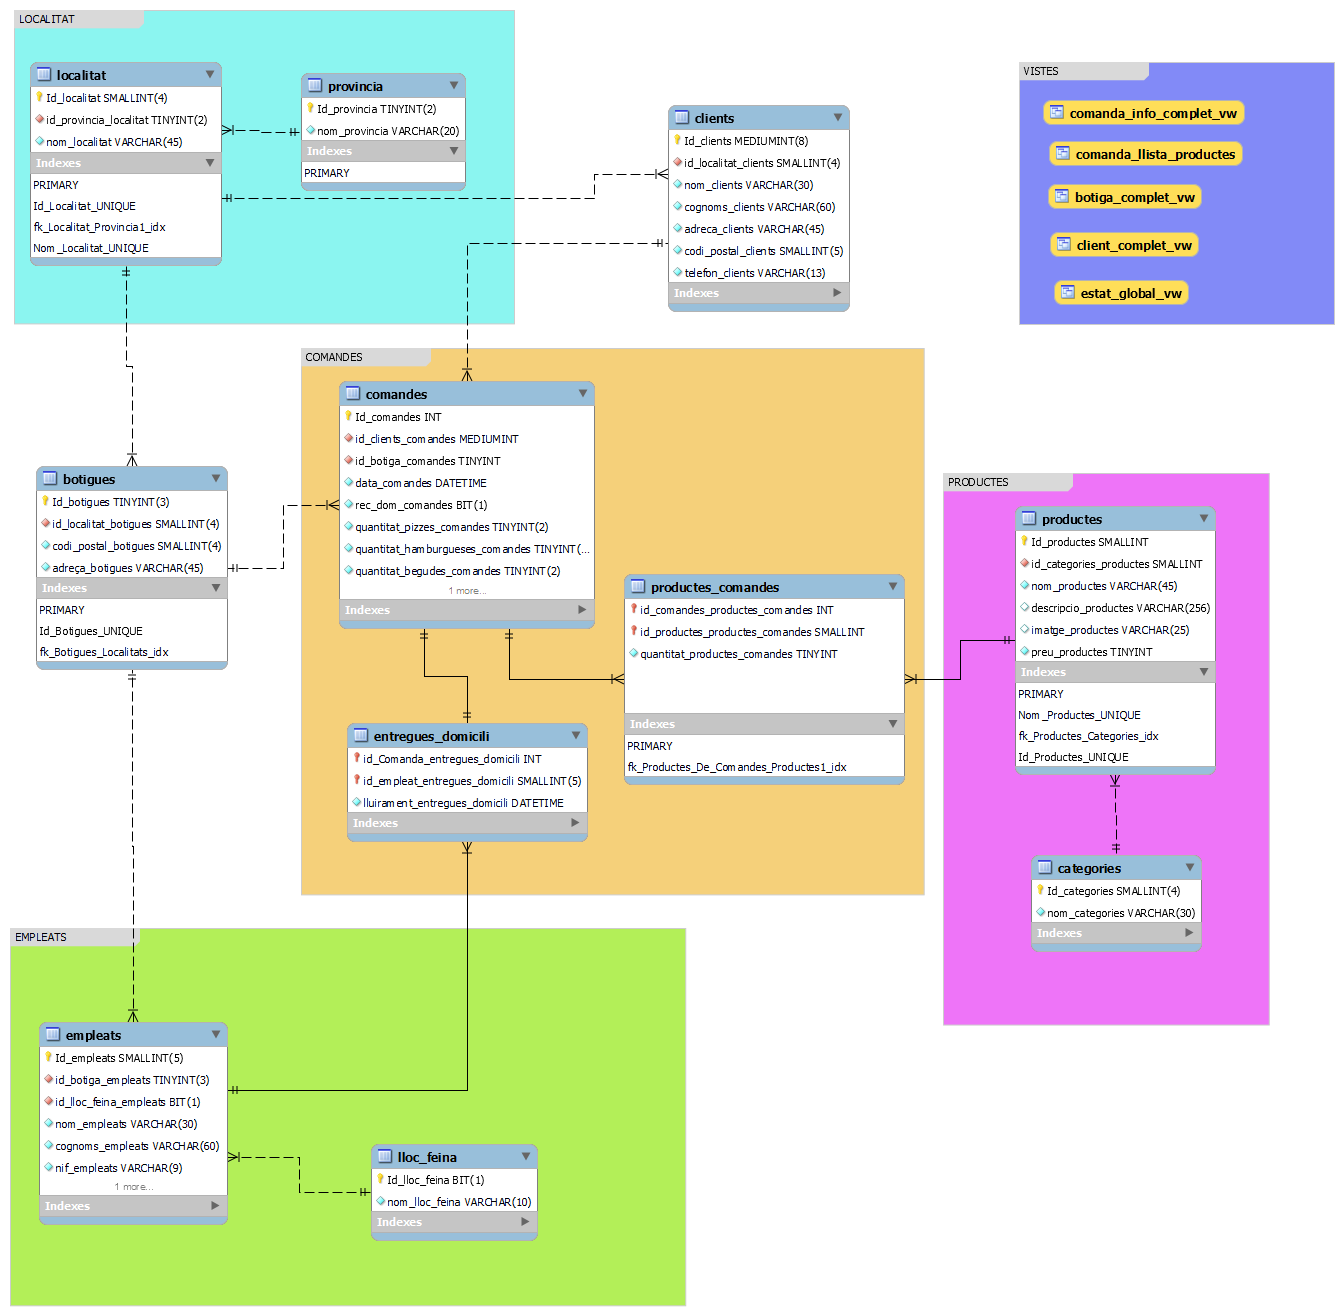 LOCALITAT
localitat
Id_localitat SMALLINT(4)
id_provincia_localitat TINYINT(2)
nom_localitat VARCHAR(45)
Indexes
PRIMARY
Id_Localitat_UNIQUE
fk_Localitat_Provincia1_idx
Nom_Localitat_UNIQUE
provincia
Id_provincia TINYINT(2)
nom_provincia VARCHAR(20)
Indexes
PRIMARY
clients
Id_clients MEDIUMINT(8)
id_localitat_clients SMALLINT(4)
nom_clients VARCHAR(30)
cognoms_clients VARCHAR(60)
adreca_clients VARCHAR(45)
codi_postal_clients SMALLINT(5)
telefon_clients VARCHAR(13)
Indexes
VISTES
comanda_info_complet_vw
comanda_llista_productes
botiga_complet_vw
client_complet_vw
estat_global_vw
COMANDES
comandes
Id_comandes INT
id_clients_comandes MEDIUMINT
id_botiga_comandes TINYINT
data_comandes DATETIME
rec_dom_comandes BIT(1)
quantitat_pizzes_comandes TINYINT(2)
quantitat_hamburgueses_comandes TINYINT(...
quantitat_begudes_comandes TINYINT(2)
1 more...
Indexes
botigues
Id_botigues TINYINT(3)
id_localitat_botigues SMALLINT(4)
codi_postal_botigues SMALLINT(4)
adreça_botigues VARCHAR(45)
Indexes
PRIMARY
Id_Botigues_UNIQUE
fk_Botigues_Localitats_idx
productes_comandes
id_comandes_productes_comandes INT
id_productes_productes_comandes SMALLINT
quantitat_productes_comandes TINYINT
Indexes
PRIMARY
fk_Productes_De_Comandes_Productes1_idx
entregues_domicili
id_Comanda_entregues_domicili INT
id_empleat_entregues_domicili SMALLINT(5)
lluirament_entregues_domicili DATETIME
Indexes
PRODUCTES
productes
Id_productes SMALLINT
id_categories_productes SMALLINT
nom_productes VARCHAR(45)
descripcio_productes VARCHAR(256)
imatge_productes VARCHAR(25)
preu_productes TINYINT
Indexes
PRIMARY
Nom_Productes_UNIQUE
fk_Productes_Categories_idx
Id_Productes_UNIQUE
categories
Id_categories SMALLINT(4)
nom_categories VARCHAR(30)
Indexes
EMPLEATS
empleats
Id_empleats SMALLINT(5)
id_botiga_empleats TINYINT(3)
id_lloc_feina_empleats BIT(1)
nom_empleats VARCHAR(30)
cognoms_empleats VARCHAR(60)
nif_empleats VARCHAR(9)
1 more...
Indexes
lloc_feina
Id_lloc_feina BIT(1)
nom_lloc_feina VARCHAR(10)
Indexes